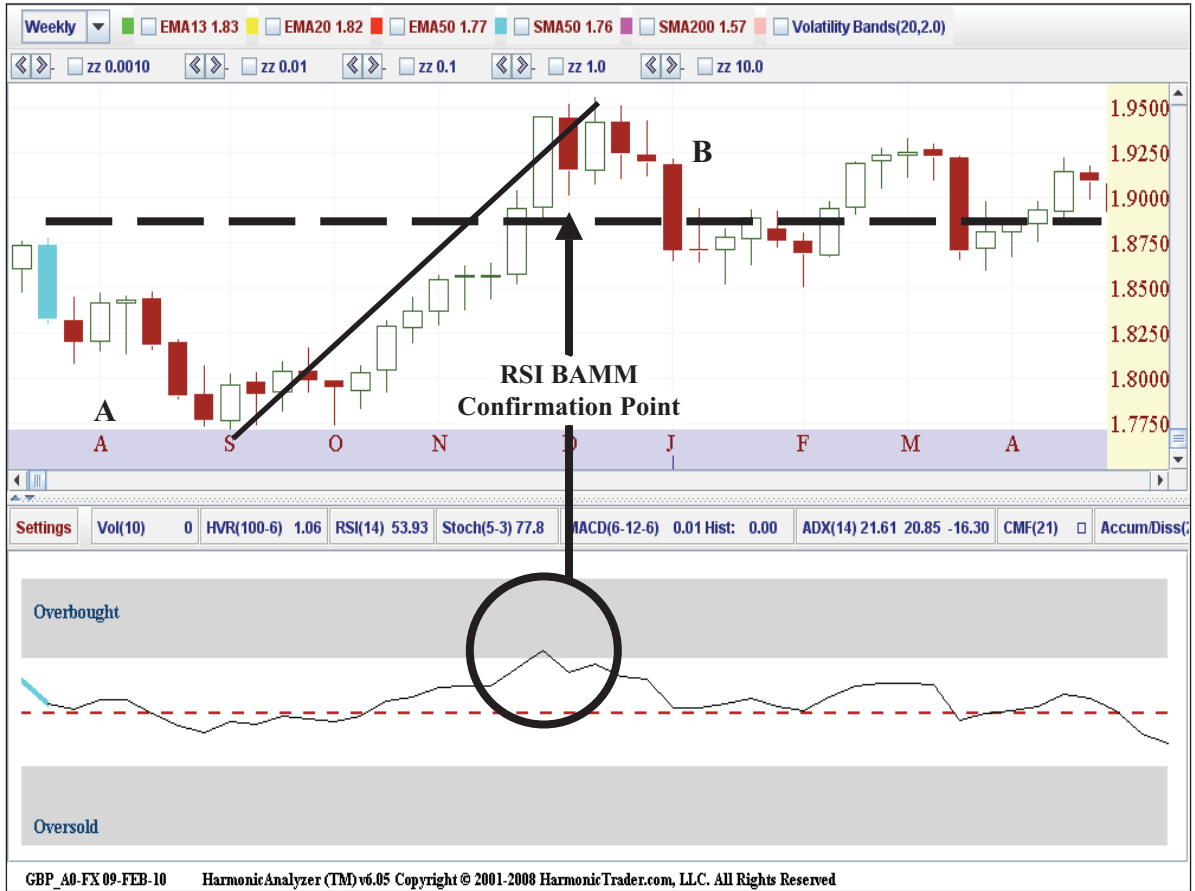 Weekly EMA13 1.83 EMA20 1.82 EMA50 1.77 SMA50 1.76 SMA200 1.57 Volatility Bands(20,2.0)
zz 0.0010 zz 0.01 zz 0.1 zz 1.0 zz 10.0
1.9500
1.9250
1.9000
1.8750
1.8500
1.8250
1.8000
1.7750
B
RSI BAMM
Confirmation Point
A
A S O N D J F M A
Settings Vol(10) 0 HVR(100-6) 1.06 RSI(14) 53.93 Stoch(5-3) 77.8 MACD(6-12-6) 0.01 Hist: 0.00 ADX(14) 21.61 20.85 -16.30 CMF(21) Accum/Diss(2
Overbought
Oversold
GBP_A0-FX 09-FEB-10 HarmonicAnalyzer (TM) v6.05 Copyright © 2001-2008 HarmonicTrader.com, LLC. All Rights Reserved